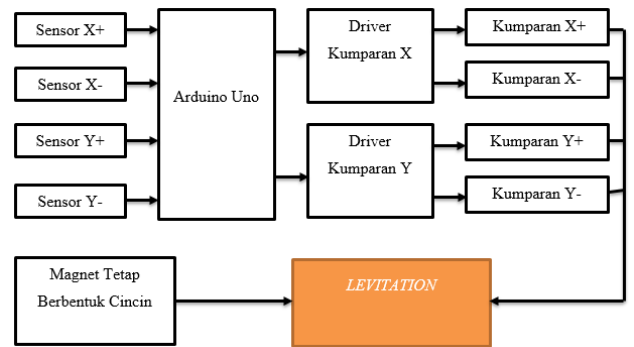 Sensor X+
Sensor X-
Sensor Y+
Sensor Y-
Arduino Uno
Driver
Kumparan X
Driver
Kumparan Y
Kumparan X+
Kumparan X-
Kumparan Y+
Kumparan Y-
Magnet Tetap
Berbentuk Cincin
LEVITATION